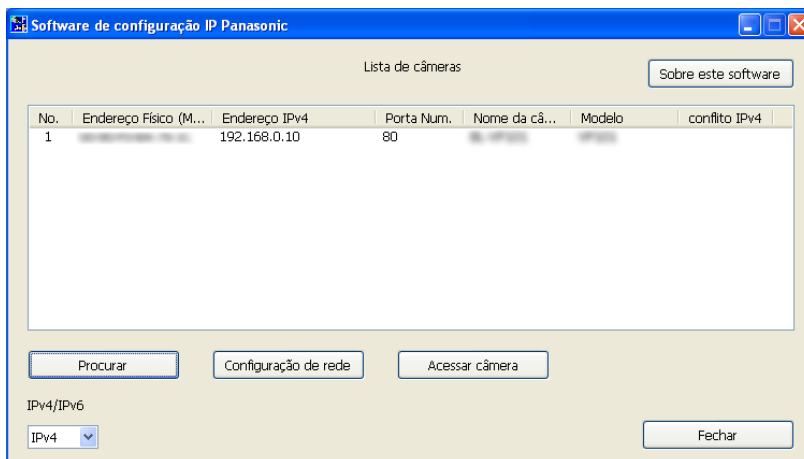 Software de configuração IP Panasonic
Lista de câmeras
Sobre este software
No. Endereço Físico (M... Endereço IPv4 Porta Num. Nome da câ... Modelo conflito IPv4
1 192.168.0.10 80
Procurar Configuração de rede Acessar câmera
IPv4/IPv6
IPv4
Fechar